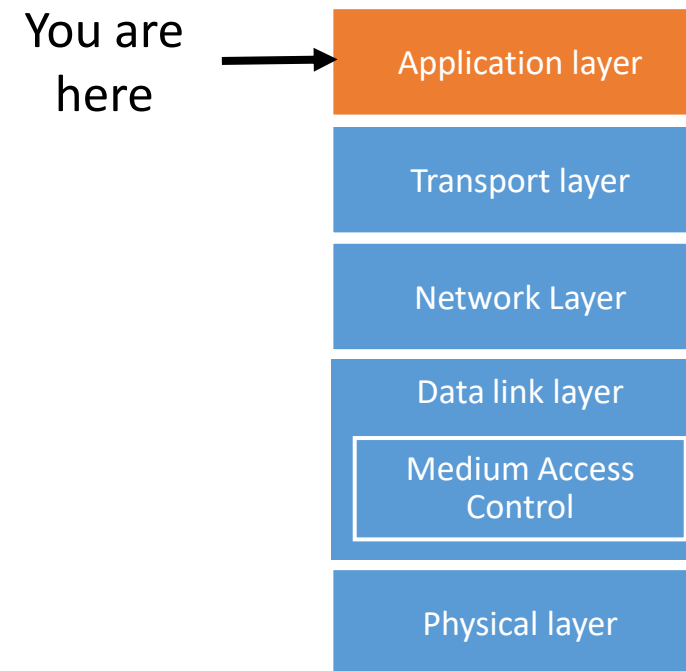 You are
here
Application layer
Transport layer
Network Layer
Data link layer
Medium Access
Control
Physical layer